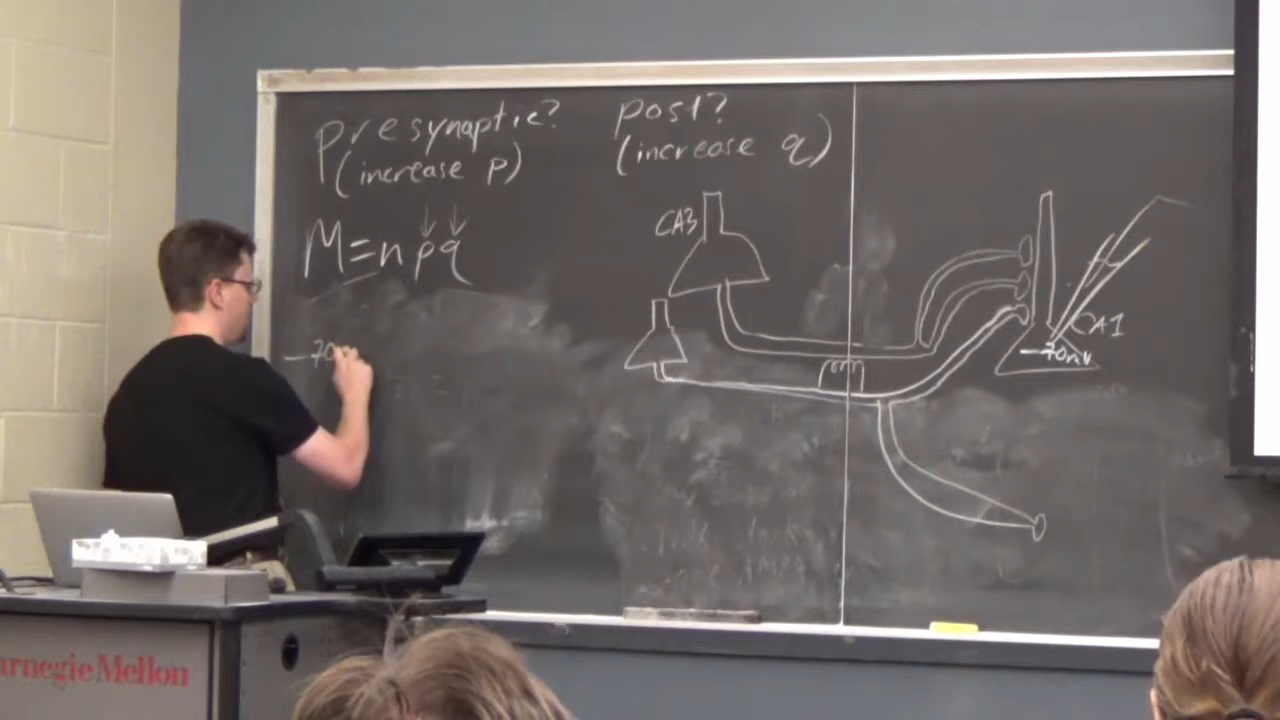 presynaptic?
(increase p)
post?
(increase q)
M=npq
CA3
CA1
-70mV
-70
arnegie Mellon